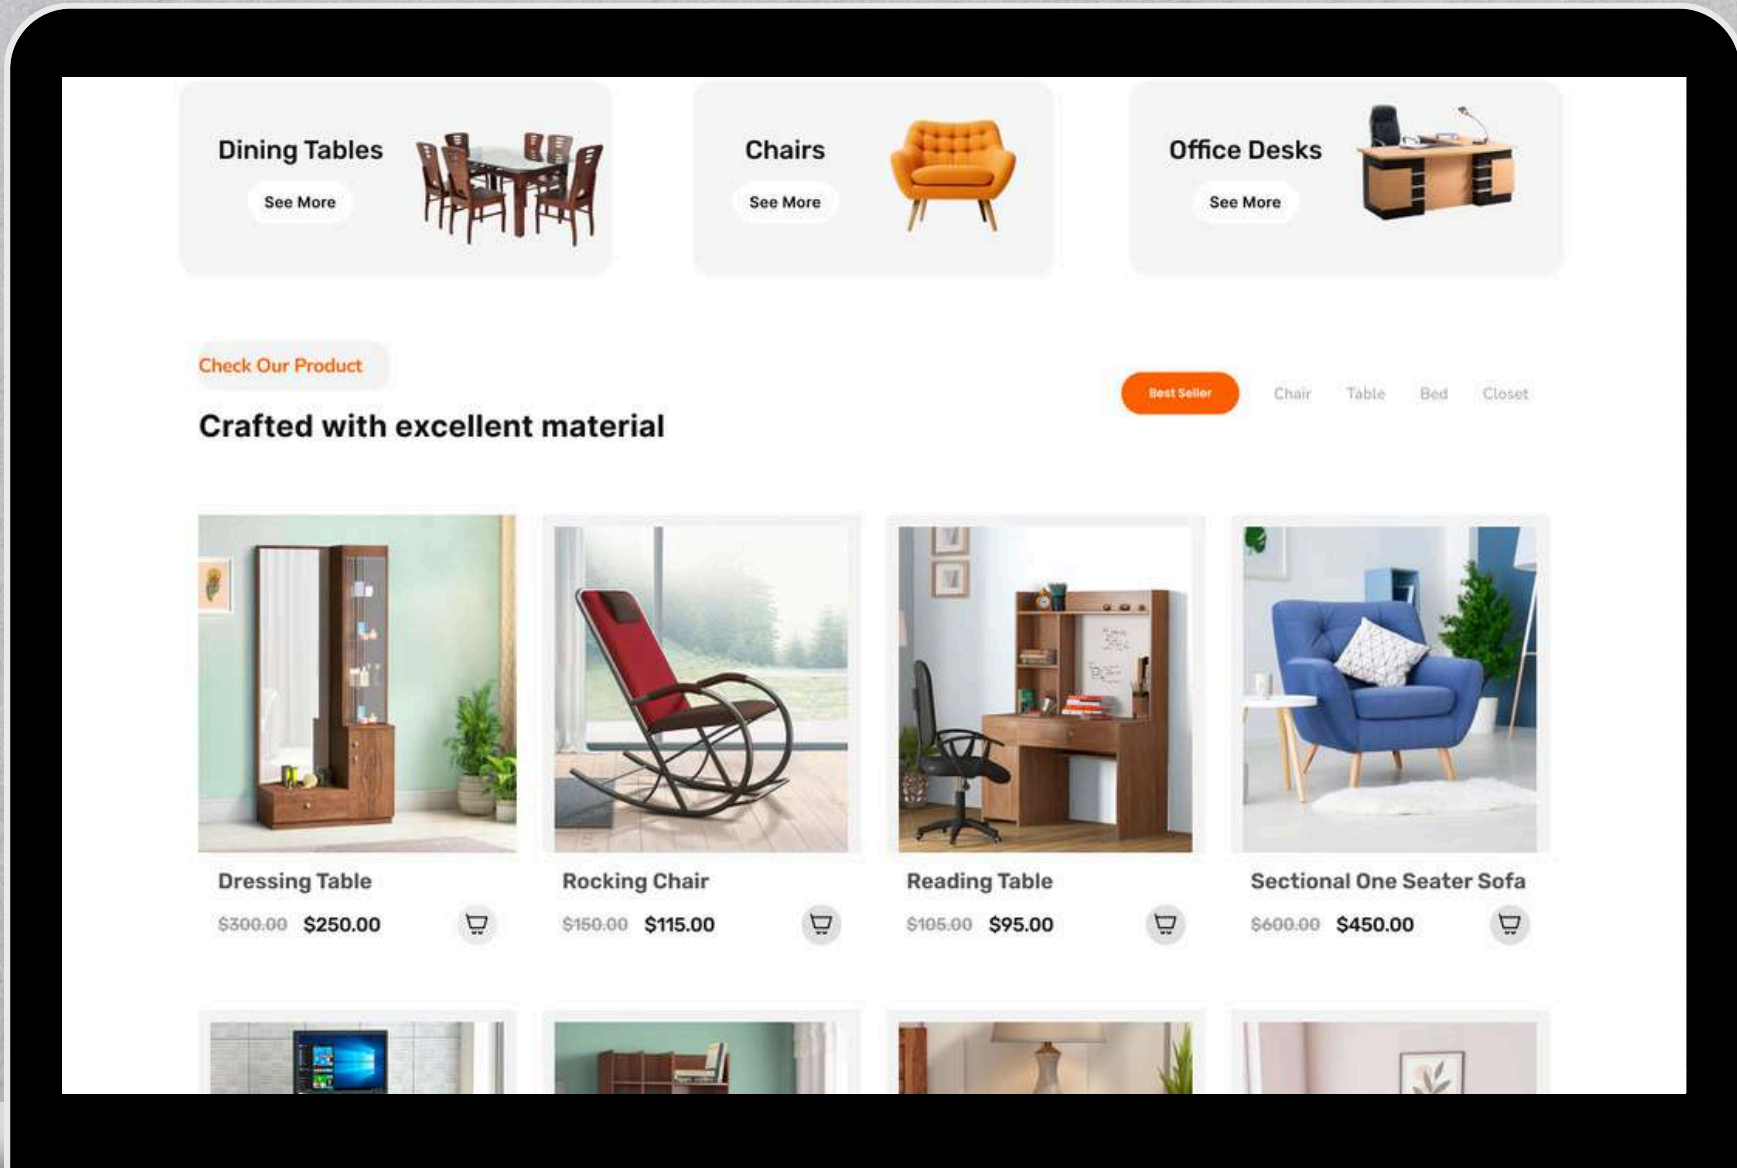 Dining Tables
See More
Chairs
See More
Office Desks
See More
Check Our Product
Crafted with excellent material
Best Seller
Chair
Table
Bed
Closet
Dressing Table
$300.00 $250.00
Rocking Chair
$150.00 $115.00
Reading Table
$105.00 $95.00
Sectional One Seater Sofa
$600.00 $450.00